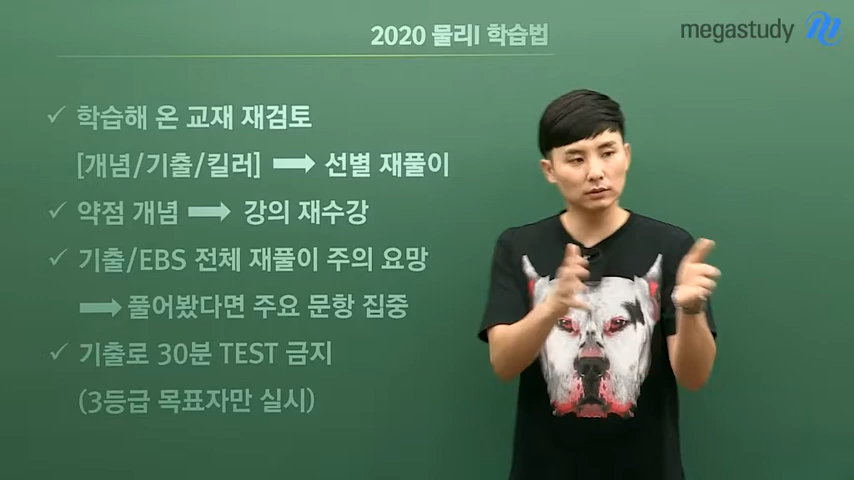 2020 물리I 학습법
megastudy
✓ 학습해 온 교재 재검토
[개념/기출/킬러] ➡ 선별 재풀이
✓ 약점 개념 ➡ 강의 재수강
✓ 기출/EBS 전체 재풀이 주의 요망
➡ 풀어봤다면 주요 문항 집중
✓ 기출로 30분 TEST 금지
(3등급 목표자만 실시)